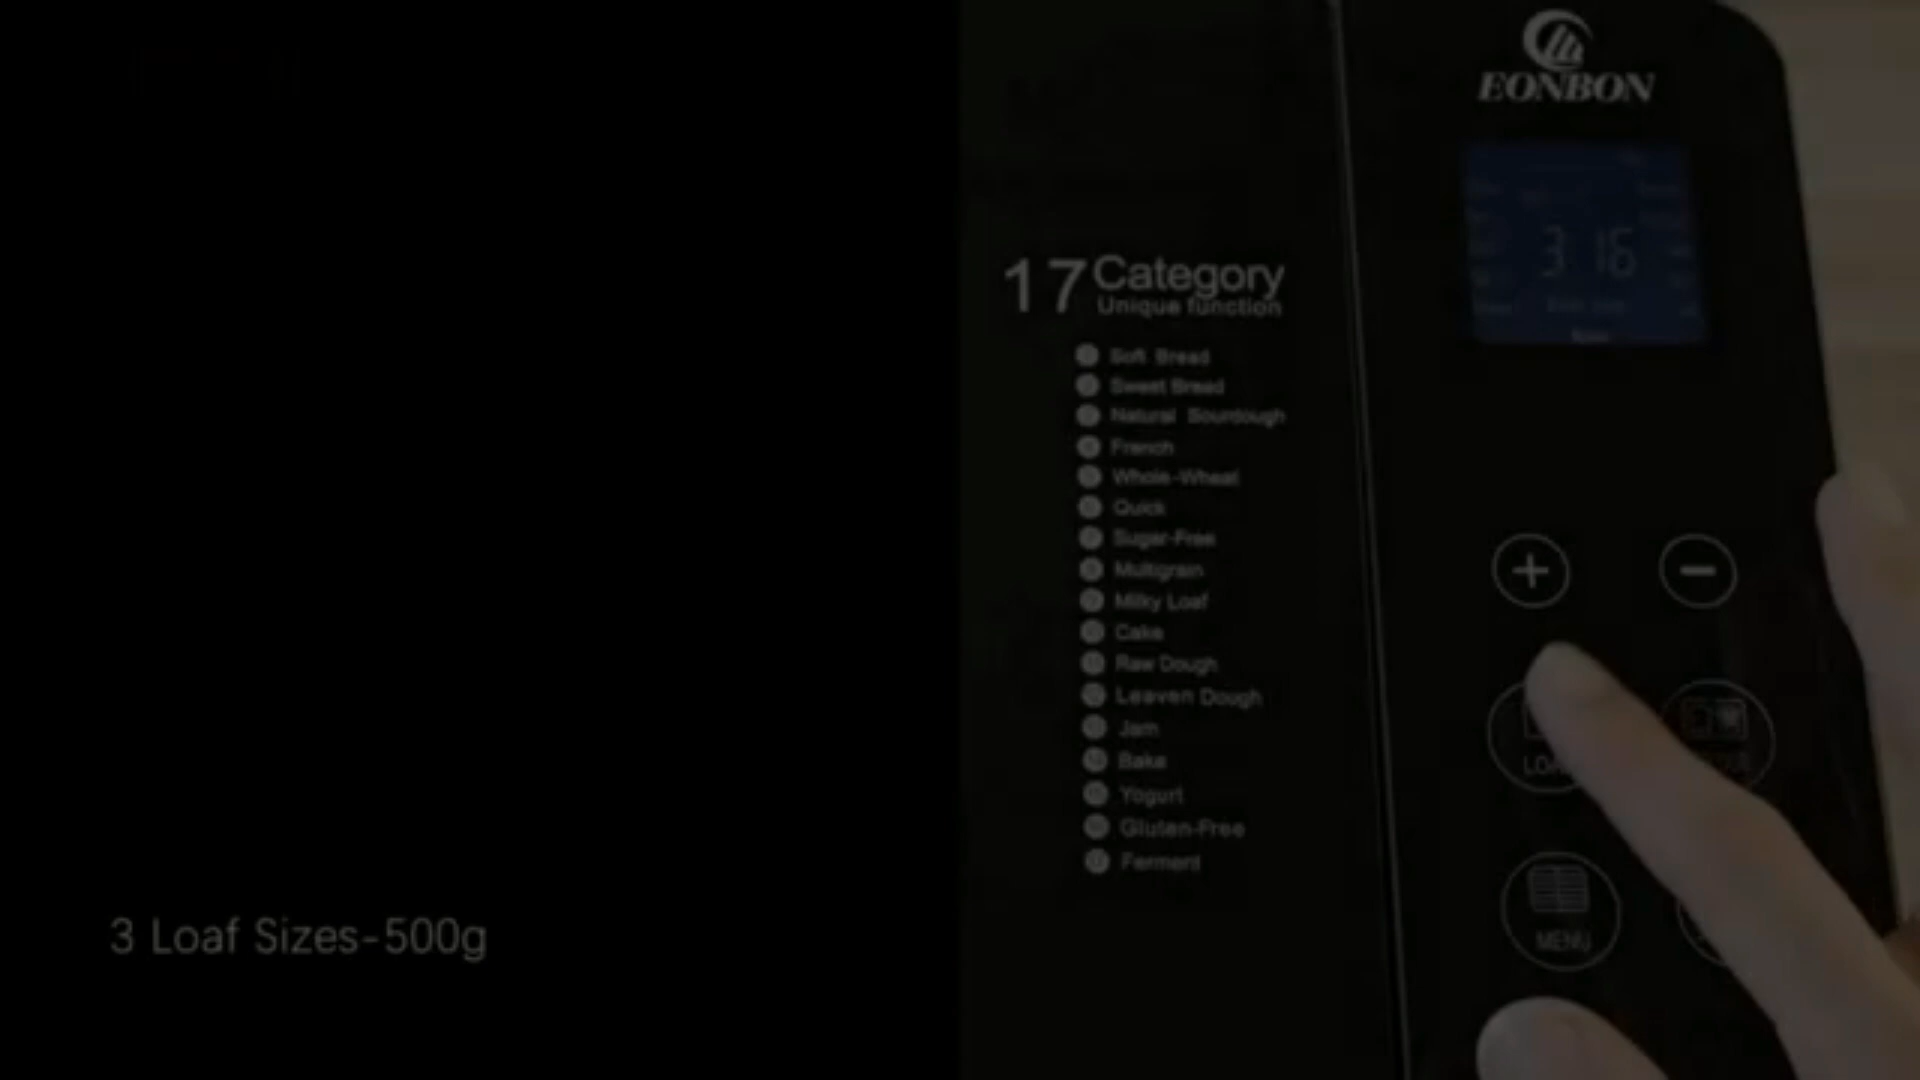 EONBON
3:16
17 Category
Unique function
Soft Bread
Sweet Bread
Natural Sourdough
French
Whole-Wheat
Quick
Sugar-Free
Multigrain
Milky Loaf
Cake
Raw Dough
Leaven Dough
Jam
Bake
Yogurt
Gluten-Free
Ferment
MENU
3 Loaf Sizes-500g